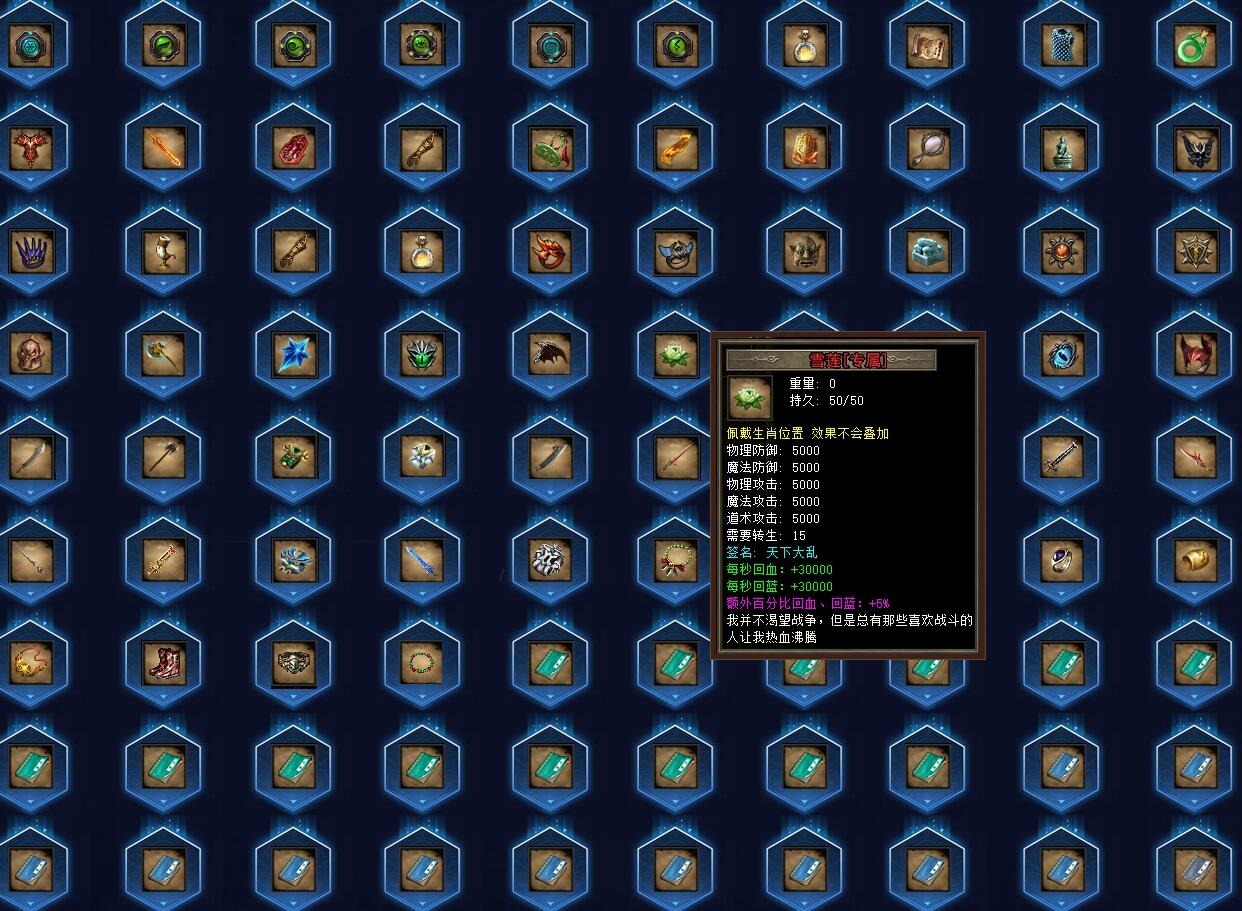 雪莲[专属]
重量: 0
持久: 50/50
佩戴生肖位置 效果不会叠加
物理防御: 5000
魔法防御: 5000
物理攻击: 5000
魔法攻击: 5000
道术攻击: 5000
需要转生: 15
签名: 天下大乱
每秒回血: +30000
每秒回蓝: +30000
额外百分比回血、回蓝: +5%
我并不渴望战争，但是总有那些喜欢战斗的
人让我热血沸腾